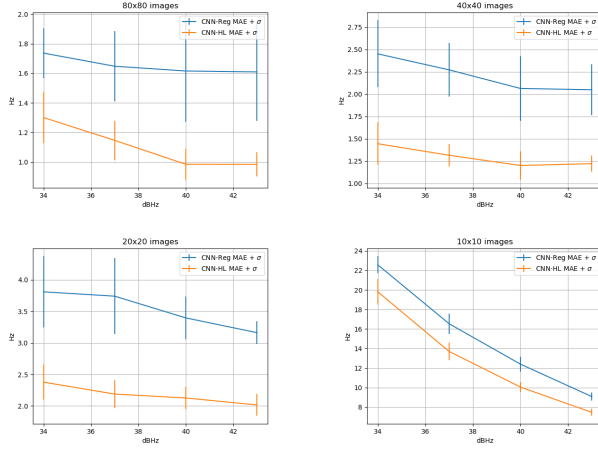 80x80 images
CNN-Reg MAE + σ
CNN-HL MAE + σ
2.0
1.8
1.6
1.4
1.2
1.0
Hz
34 36 38 40 42
dBHz
40x40 images
CNN-Reg MAE + σ
CNN-HL MAE + σ
2.75
2.50
2.25
2.00
1.75
1.50
1.25
1.00
Hz
34 36 38 40 42
dBHz
20x20 images
CNN-Reg MAE + σ
CNN-HL MAE + σ
4.0
3.5
3.0
2.5
2.0
Hz
34 36 38 40 42
dBHz
10x10 images
CNN-Reg MAE + σ
CNN-HL MAE + σ
24
22
20
18
16
14
12
10
8
Hz
34 36 38 40 42
dBHz